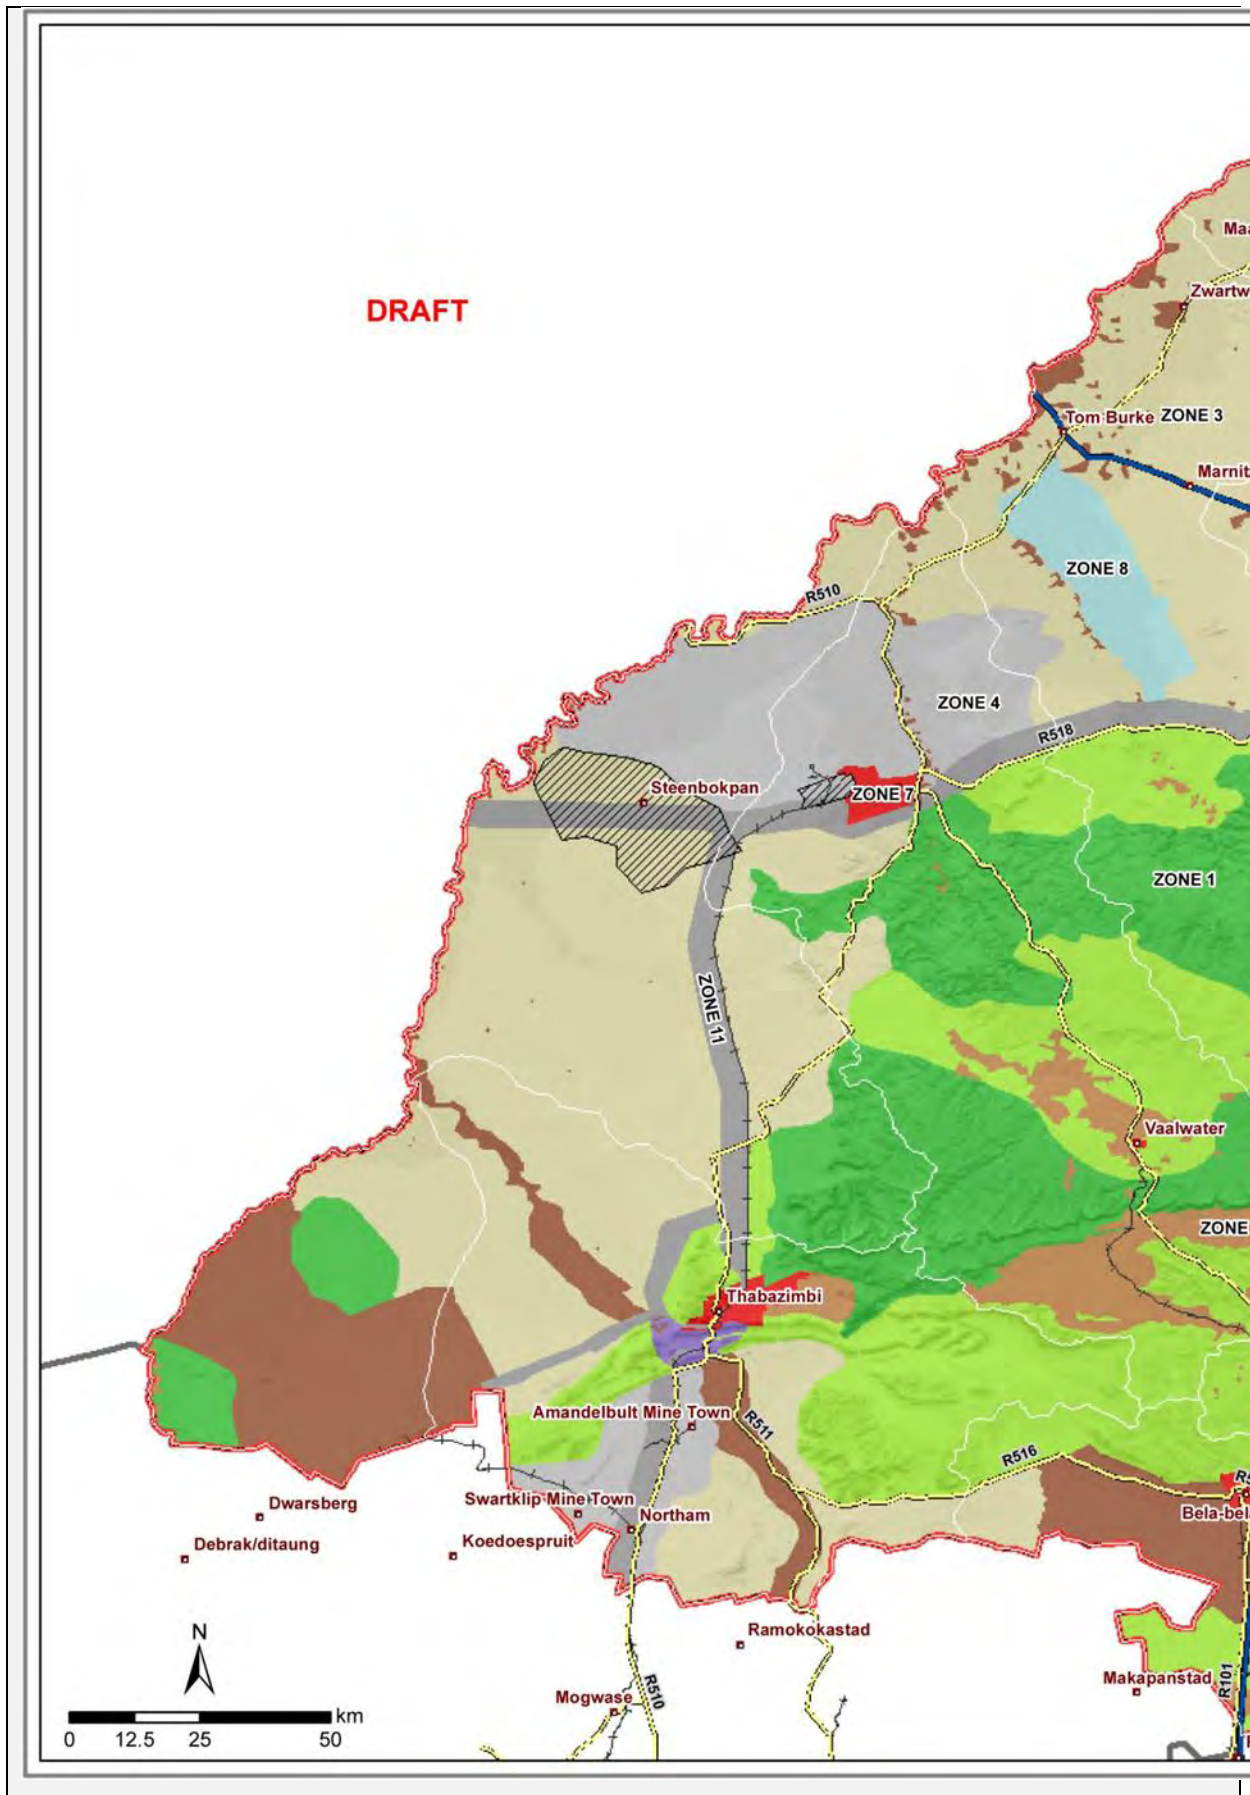 Maa
Zwartw
DRAFT
Tom Burke
ZONE 3
Marnit
ZONE 8
R510
ZONE 4
R518
Steenbokpan
ZONE 7
ZONE 1
ZONE 11
Vaalwater
ZONE
Thabazimbi
Amandelbult Mine Town
R511
R516
Swartklip Mine Town
Northam
Bela-bel
Dwarsberg
Debrak/ditaung
Koedoespruit
N
Ramokokastad
Makapanstad
R101
Mogwase
R510
km
0 12.5 25 50